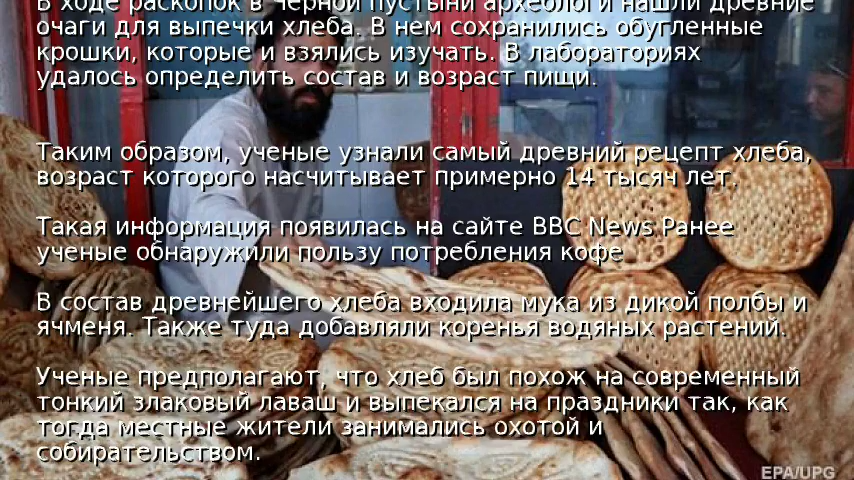 В ходе раскопок в Черной пустыни археологи нашли древние
очаги для выпечки хлеба. В нем сохранились обугленные
крошки, которые и взялись изучать. В лабораториях
удалось определить состав и возраст пищи.
Таким образом, ученые узнали самый древний рецепт хлеба,
возраст которого насчитывает примерно 14 тысяч лет.
Такая информация появилась на сайте BBC News Ранее
ученые обнаружили пользу потребления кофе
В состав древнейшего хлеба входила мука из дикой полбы и
ячменя. Также туда добавляли коренья водяных растений.
Ученые предполагают, что хлеб был похож на современный
тонкий злаковый лаваш и выпекался на праздники так, как
тогда местные жители занимались охотой и
собирательством.
EPA/UPG